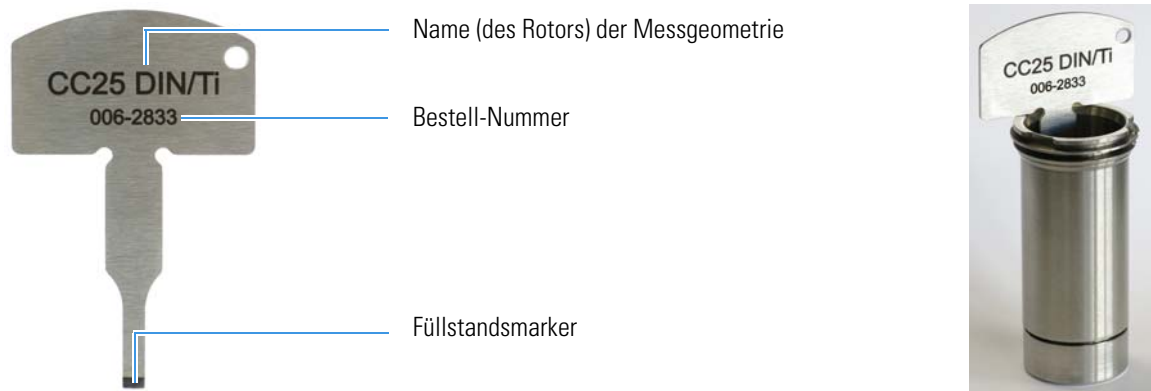 CC25 DIN/Ti
006-2833
Name (des Rotors) der Messgeometrie
Bestell-Nummer
Füllstandsmarker
CC25 DIN/Ti
006-2833